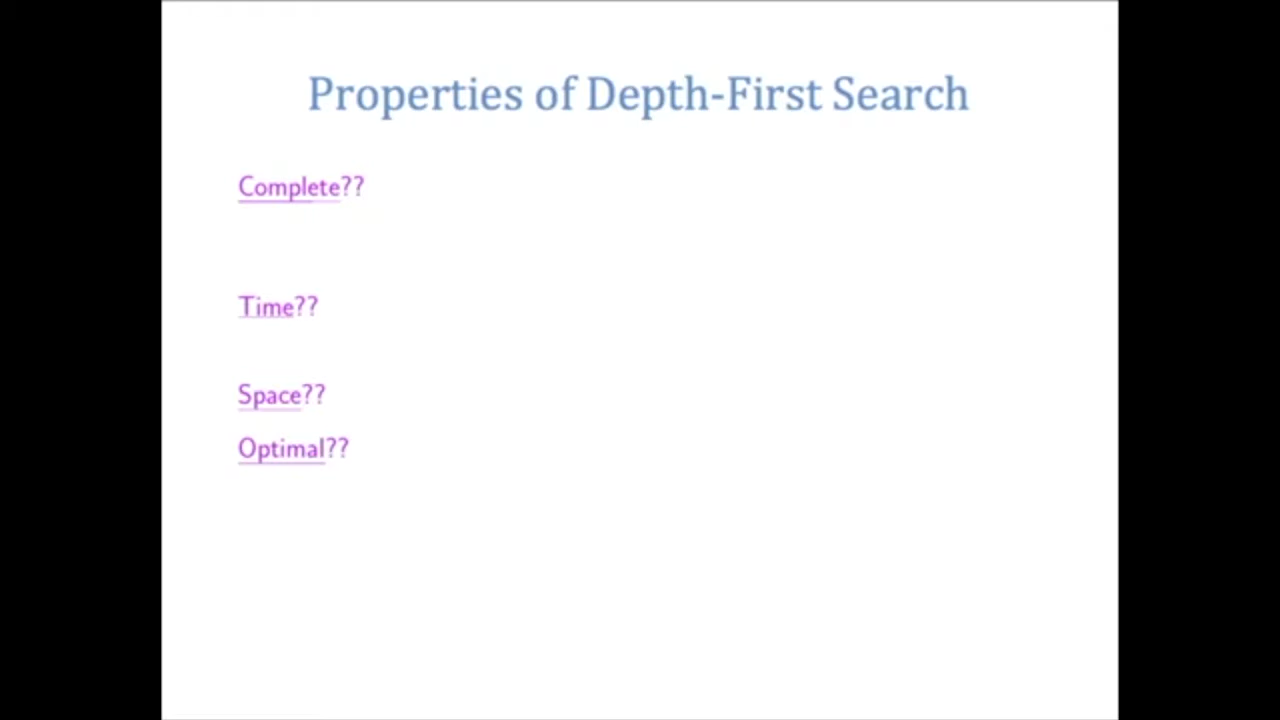 Properties of Depth-First Search
Complete??
Time??
Space??
Optimal??